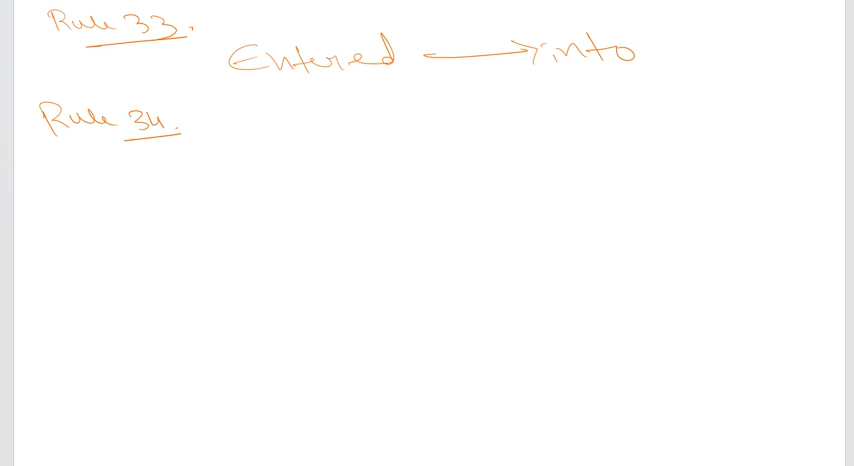 Rule 33.
Entered → into
Rule 34.